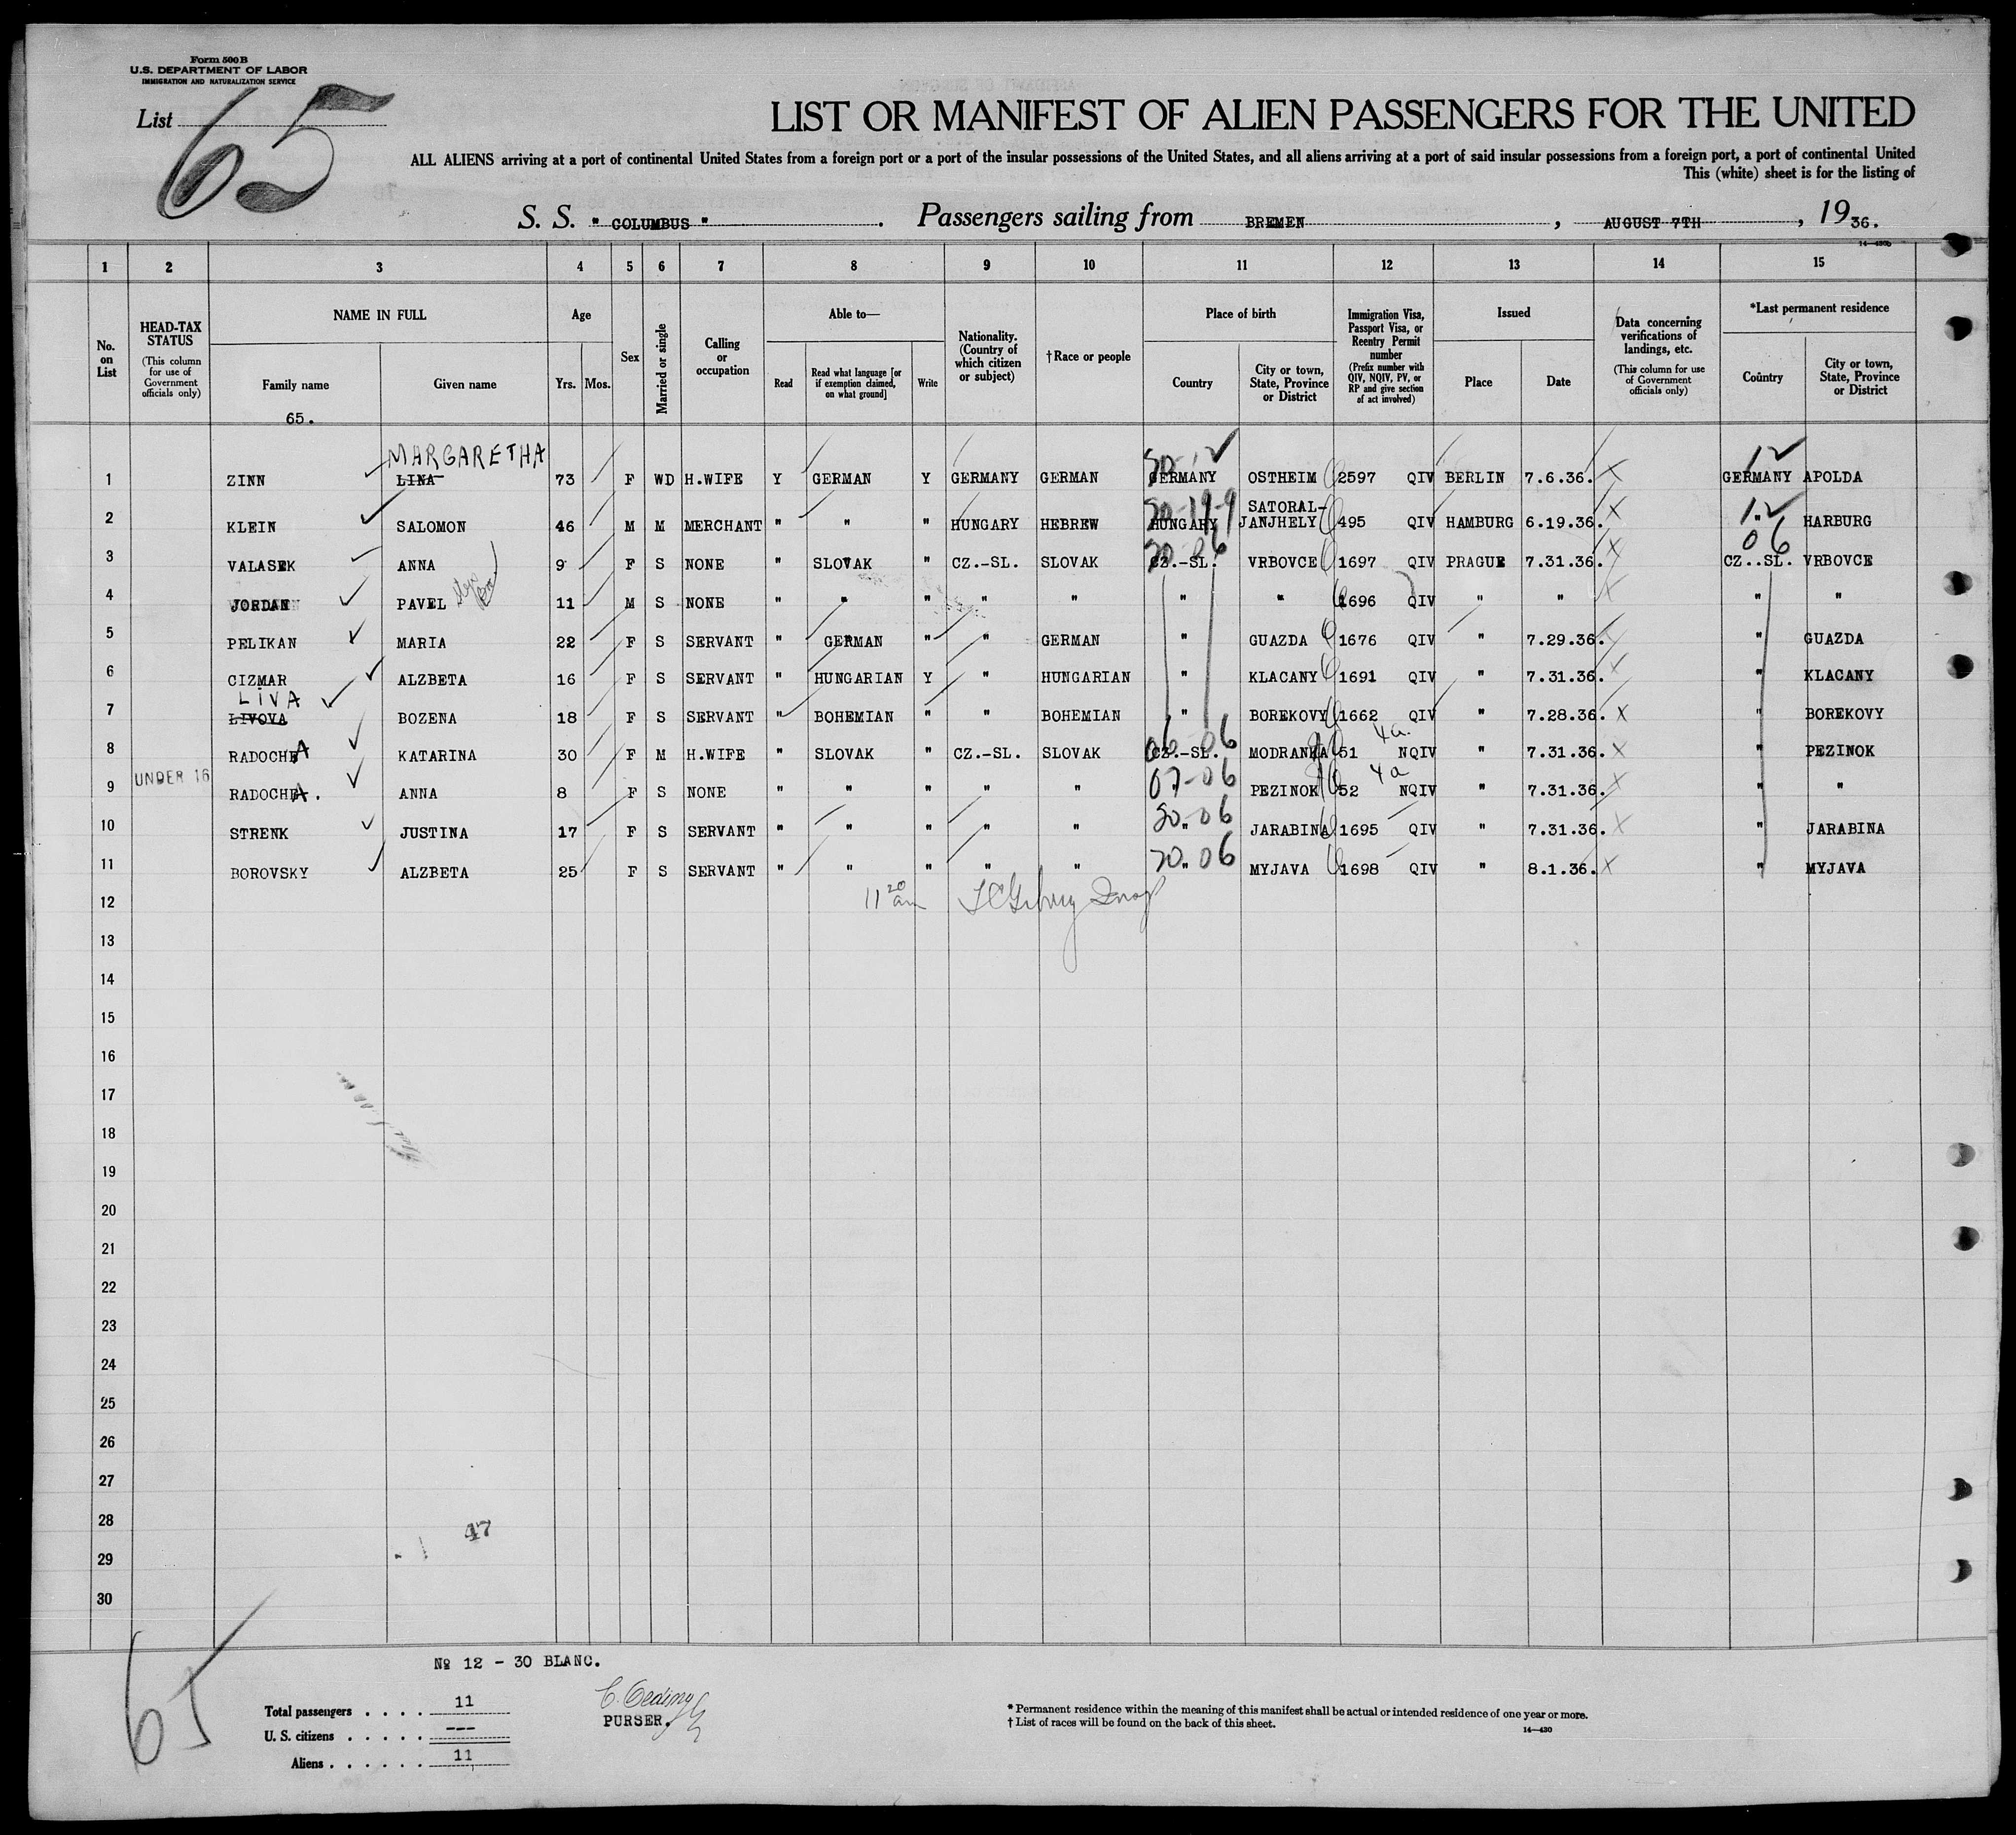 Form 500 B
U.S. DEPARTMENT OF LABOR
IMMIGRATION AND NATURALIZATION SERVICE
List 65
LIST OR MANIFEST OF ALIEN PASSENGERS FOR THE UNITED
ALL ALIENS arriving at a port of continental United States from a foreign port or a port of the insular possessions of the United States, and all aliens arriving at a port of said insular possessions from a foreign port, a port of continental United
This (white) sheet is for the listing of
S. S. " COLUMBUS ". Passengers sailing from BREMEN, AUGUST 7TH, 1936.
14—430b
1 2 3 4 5 6 7 8 9 10 11 12 13 14 15
No. on List
HEAD-TAX STATUS (This column for use of Government officials only)
NAME IN FULL
Family name
65.
Given name
Age
Yrs. Mos.
Sex
Married or single
Calling or occupation
Able to—
Read
Read what language [or if exemption claimed, on what ground]
Write
Nationality. (Country of which citizen or subject)
† Race or people
Place of birth
Country
City or town, State, Province or District
Immigration Visa, Passport Visa, or Reentry Permit number (Prefix number with QIV, NQIV, PV, or RP and give section of act involved)
Issued
Place
Date
Data concerning verifications of landings, etc. (This column for use of Government officials only)
*Last permanent residence
Country
City or town, State, Province or District
MARGARETHA
1 ZINN LINA 73 F WD H.WIFE Y GERMAN Y GERMANY GERMAN GERMANY OSTHEIM 2597 QIV BERLIN 7.6.36. GERMANY APOLDA
SATORAL-
2 KLEIN SALOMON 46 M M MERCHANT " " " HUNGARY HEBREW HUNGARY JANJHELY 495 QIV HAMBURG 6.19.36. " HARBURG
3 VALASEK ANNA 9 F S NONE " SLOVAK " CZ.-SL. SLOVAK CZ.-SL. VRBOVCE 1697 QIV PRAGUE 7.31.36. CZ..SL. VRBOVCE
4 JORDAN PAVEL 11 M S NONE " " " " " " " 1696 QIV " " " "
5 PELIKAN MARIA 22 F S SERVANT " GERMAN " " GERMAN " GUAZDA 1676 QIV " 7.29.36. " GUAZDA
6 CIZMAR ALZBETA 16 F S SERVANT " HUNGARIAN Y " HUNGARIAN " KLACANY 1691 QIV " 7.31.36. " KLACANY
LIVA
7 LIVOVA BOZENA 18 F S SERVANT " BOHEMIAN " " BOHEMIAN " BOREKOVY 1662 QIV " 7.28.36. " BOREKOVY
8 RADOCHA KATARINA 30 F M H.WIFE " SLOVAK " CZ.-SL. SLOVAK 06-06 CZ.-SL. MODRANKA 51 4a. NQIV " 7.31.36. " PEZINOK
UNDER 16
9 RADOCHA. ANNA 8 F S NONE " " " " " 07-06 PEZINOK 52 4a NQIV " 7.31.36. " "
10 STRENK JUSTINA 17 F S SERVANT " " " " " 20-06 " JARABINA 1695 QIV " 7.31.36. " JARABINA
11 BOROVSKY ALZBETA 25 F S SERVANT " " " " " 20-06 " MYJAVA 1698 QIV " 8.1.36. " MYJAVA
12 11 20 am
13
14
15
16
17
18
19
20
21
22
23
24
25
26
27
28 47
29
30
65
№ 12 - 30 BLANC.
Total passengers . . . . 11
U. S. citizens . . . . . ---
Aliens . . . . . . 11
PURSER.
* Permanent residence within the meaning of this manifest shall be actual or intended residence of one year or more.
† List of races will be found on the back of this sheet.
14—430